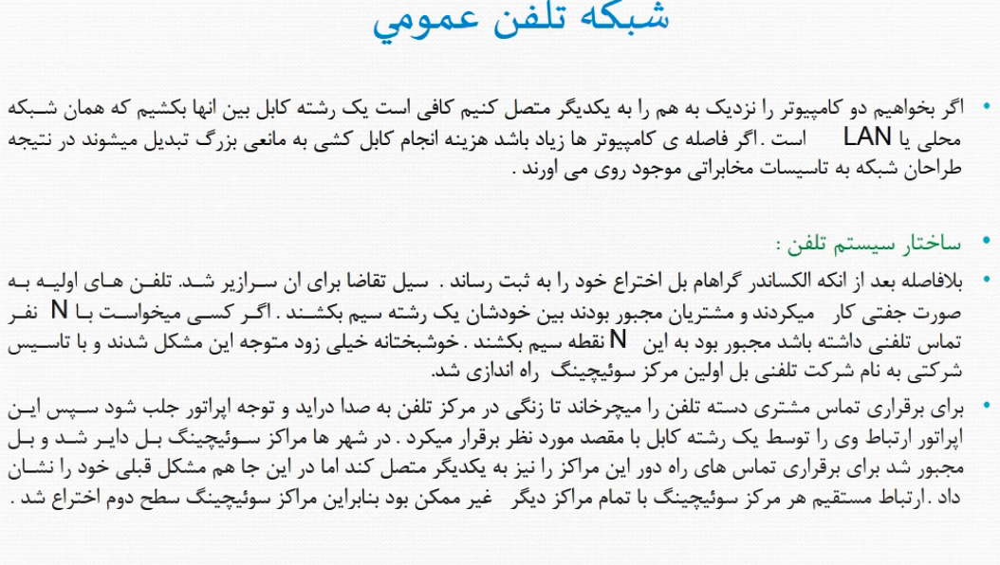 شبکه تلفن عمومي
• اگر بخواهیم دو کامپیوتر را نزدیک به هم را به یکدیگر متصل کنیم کافی است یک رشته کابل بین انها بکشیم که همان شبکه
محلی یا LAN است .اگر فاصله ی کامپیوتر ها زیاد باشد هزینه انجام کابل کشی به مانعی بزرگ تبدیل میشوند در نتیجه
طراحان شبکه به تاسیسات مخابراتی موجود روی می اورند .
• ساختار سیستم تلفن :
• بلافاصله بعد از انکه الکساندر گراهام بل اختراع خود را به ثبت رساند . سیل تقاضا برای ان سرازیر شد. تلفن های اولیه به
صورت جفتی کار میکردند و مشتریان مجبور بودند بین خودشان یک رشته سیم بکشند . اگر کسی میخواست با N نفر
تماس تلفنی داشته باشد مجبور بود به این N نقطه سیم بکشند . خوشبختانه خیلی زود متوجه این مشکل شدند و با تاسیس
شرکتی به نام شرکت تلفنی بل اولین مرکز سوئیچینگ راه اندازی شد.
• برای برقراری تماس مشتری دسته تلفن را میچرخاند تا زنگی در مرکز تلفن به صدا دراید و توجه اپراتور جلب شود سپس این
اپراتور ارتباط وی را توسط یک رشته کابل با مقصد مورد نظر برقرار میکرد . در شهر ها مراکز سوئیچینگ بل دایر شد و بل
مجبور شد برای برقراری تماس های راه دور این مراکز را نیز به یکدیگر متصل کند اما در این جا هم مشکل قبلی خود را نشان
داد .ارتباط مستقیم هر مرکز سوئیچینگ با تمام مراکز دیگر غیر ممکن بود بنابراین مراکز سوئیچینگ سطح دوم اختراع شد .